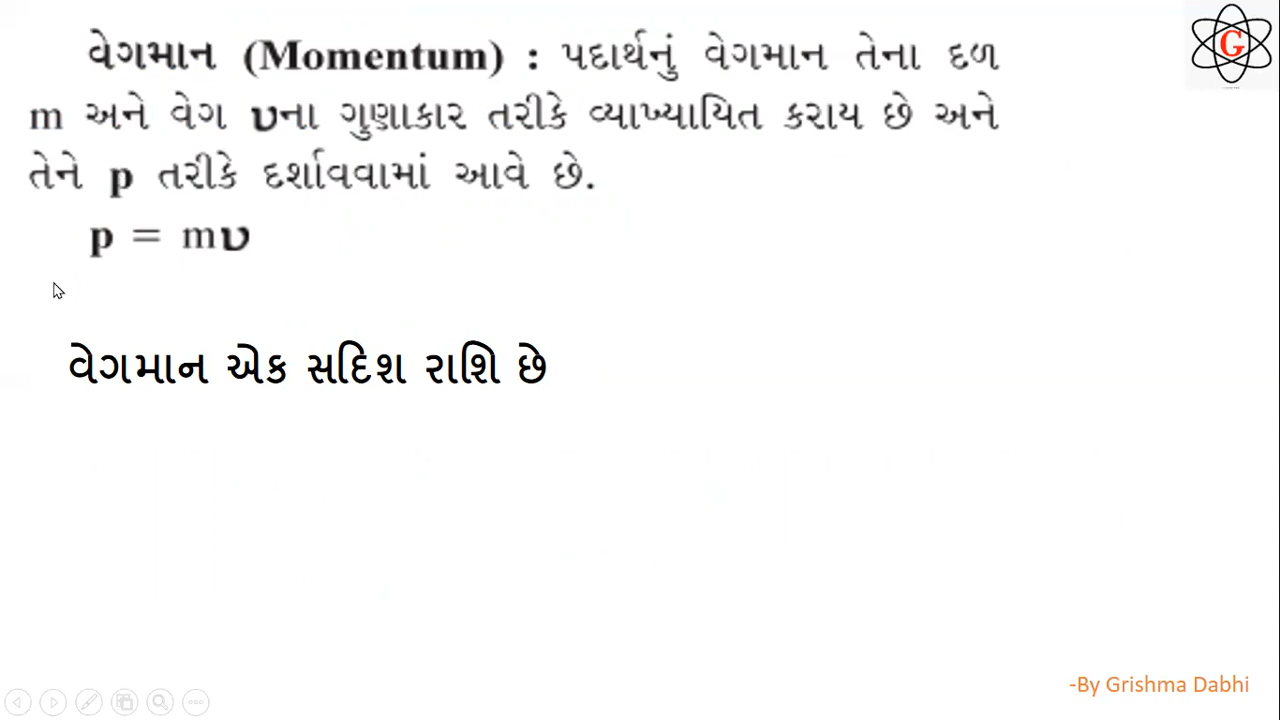 વેગમાન (Momentum) : પદાર્થનું વેગમાન તેના દળ
m અને વેગ υના ગુણાકાર તરીકે વ્યાખ્યાયિત કરાય છે અને
તેને p તરીકે દર્શાવવામાં આવે છે.
p = mυ
વેગમાન એક સદિશ રાશિ છે
G
-By Grishma Dabhi